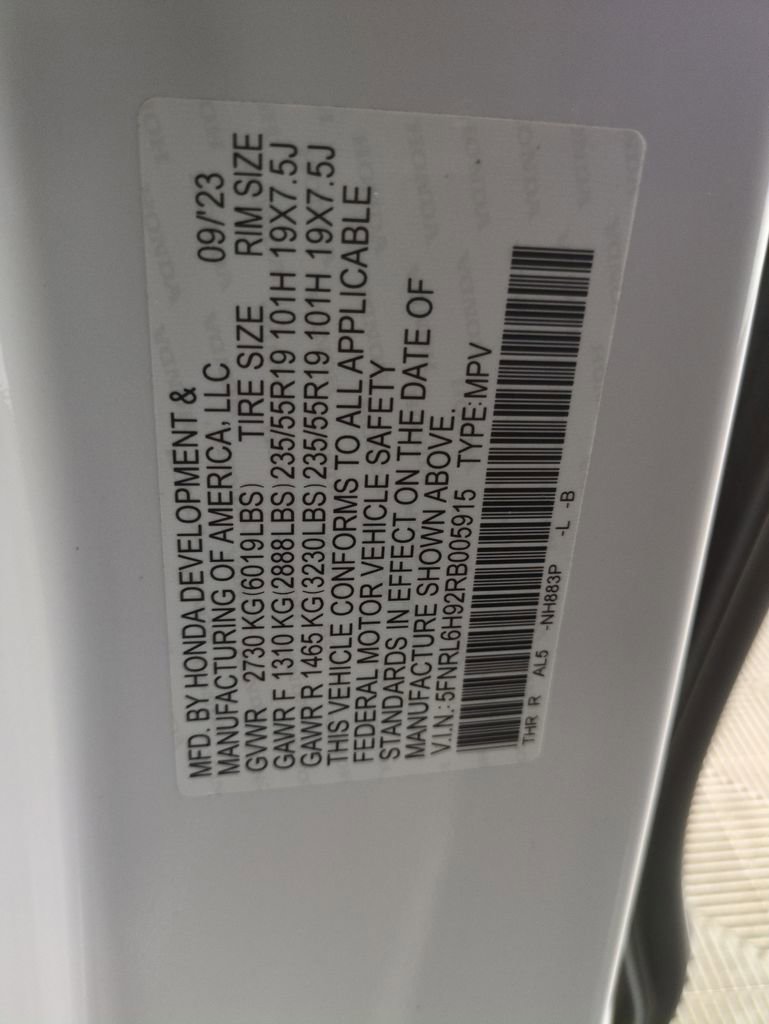 MFD. BY HONDA DEVELOPMENT &
MANUFACTURING OF AMERICA, LLC 09/'23
GVWR 2730 KG(6019LBS) TIRE SIZE RIM SIZE
GAWR F 1310 KG(2888LBS) 235/55R19 101H 19X7.5J
GAWR R 1465 KG(3230LBS) 235/55R19 101H 19X7.5J
THIS VEHICLE CONFORMS TO ALL APPLICABLE
FEDERAL MOTOR VEHICLE SAFETY
STANDARDS IN EFFECT ON THE DATE OF
MANUFACTURE SHOWN ABOVE.
V.I.N.: 5FNRL6H92RB005915 TYPE: MPV
THR R AL5 -NH883P -L -B